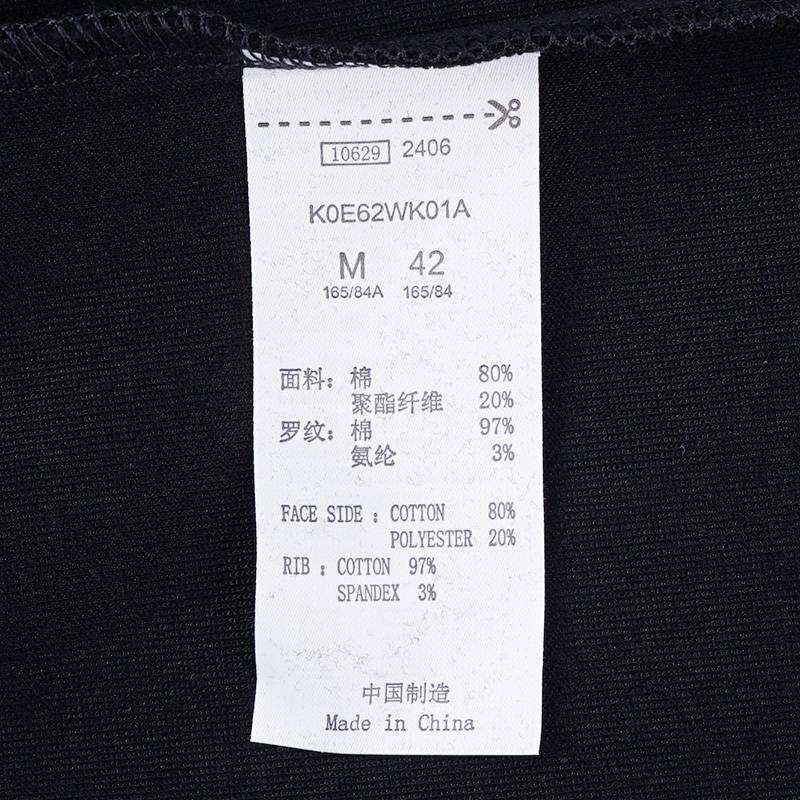 10629 2406
K0E62WK01A
M 42
165/84A 165/84
面料：棉 80%
聚酯纤维 20%
罗纹：棉 97%
氨纶 3%
FACE SIDE : COTTON 80%
POLYESTER 20%
RIB : COTTON 97%
SPANDEX 3%
中国制造
Made in China